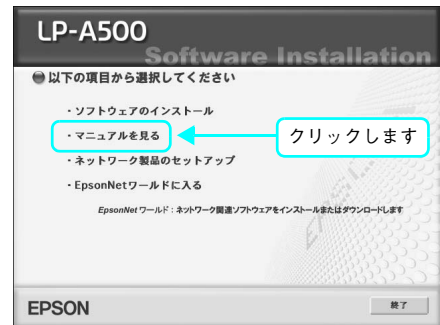 LP-A500
Software Installation
以下の項目から選択してください
・ソフトウェアのインストール
・マニュアルを見る
クリックします
・ネットワーク製品のセットアップ
・EpsonNetワールドに入る
EpsonNet ワールド：ネットワーク関連ソフトウェアをインストールまたはダウンロードします
EPSON
終了